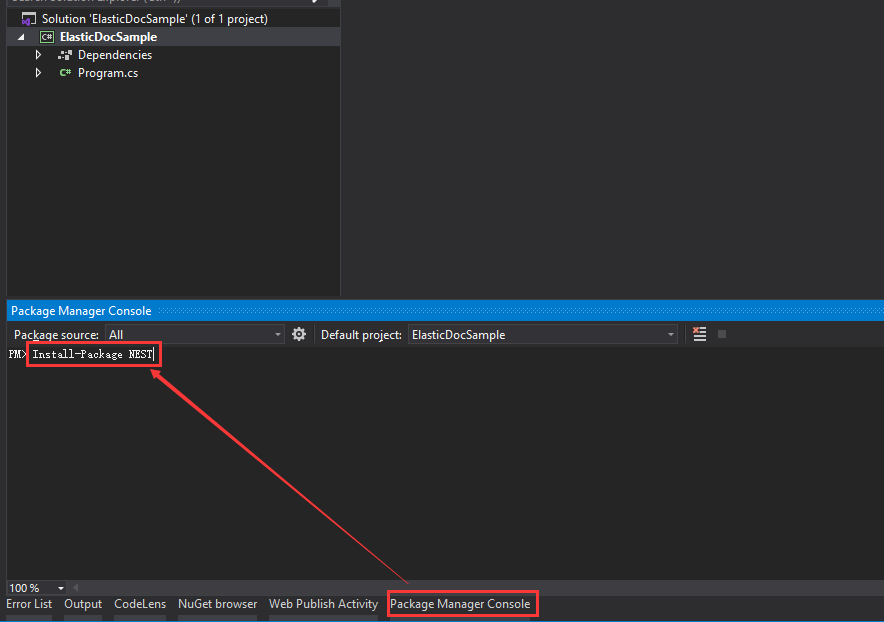 Solution 'ElasticDocSample' (1 of 1 project)
ElasticDocSample
Dependencies
C# Program.cs
Package Manager Console
Package source: All Default project: ElasticDocSample
PM> Install-Package NEST
100 %
Error List Output CodeLens NuGet browser Web Publish Activity Package Manager Console